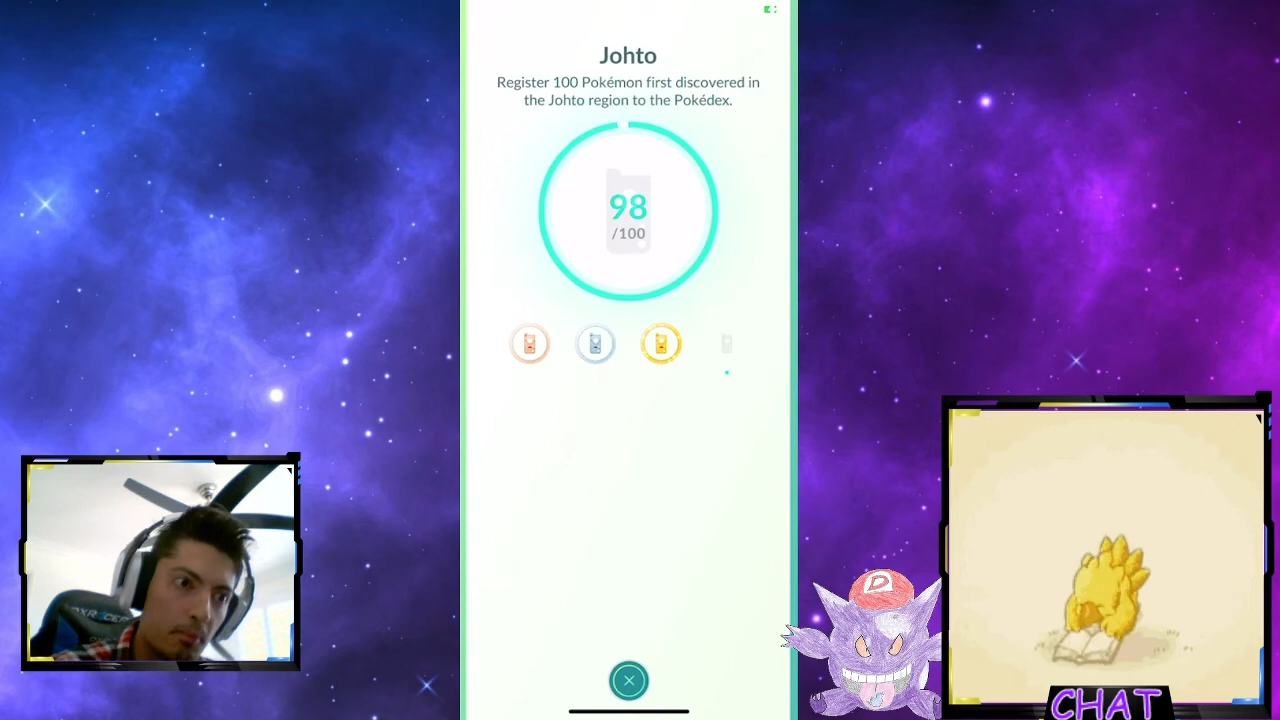 Johto
Register 100 Pokémon first discovered in
the Johto region to the Pokédex.
98
/100
CHAT